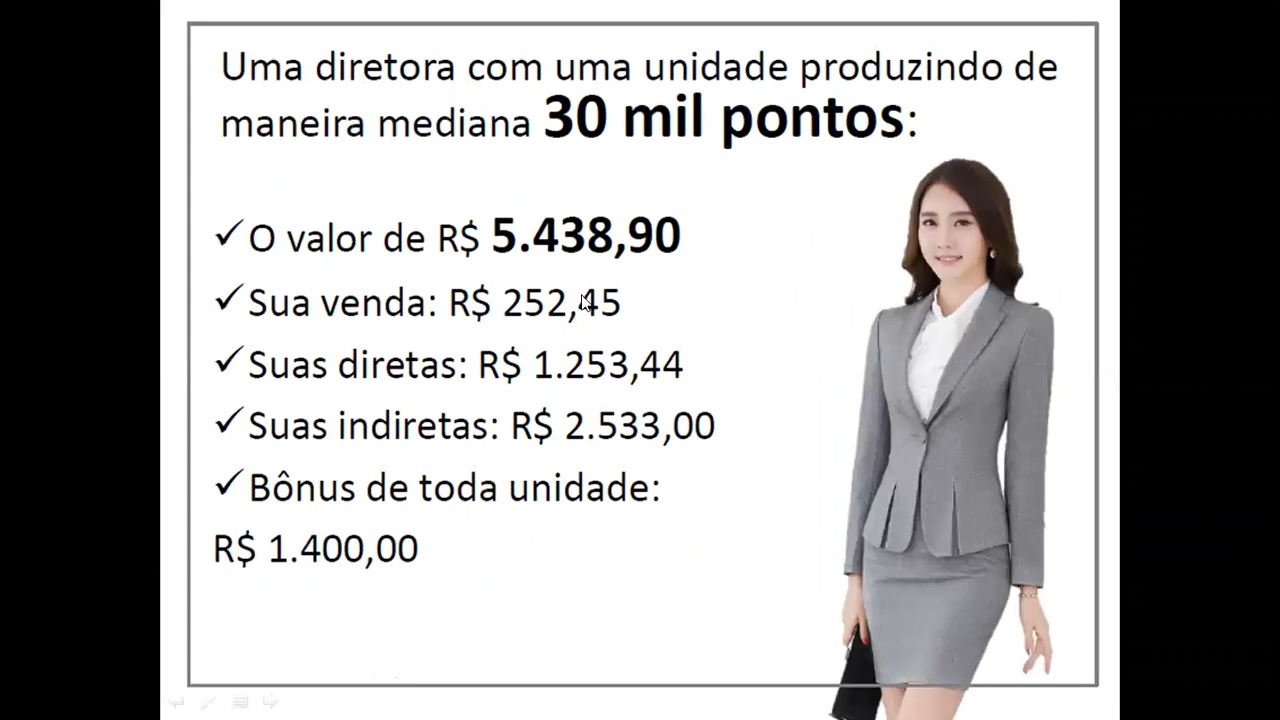 Uma diretora com uma unidade produzindo de
maneira mediana 30 mil pontos:
✓O valor de R$ 5.438,90
✓Sua venda: R$ 252,45
✓Suas diretas: R$ 1.253,44
✓Suas indiretas: R$ 2.533,00
✓Bônus de toda unidade:
R$ 1.400,00